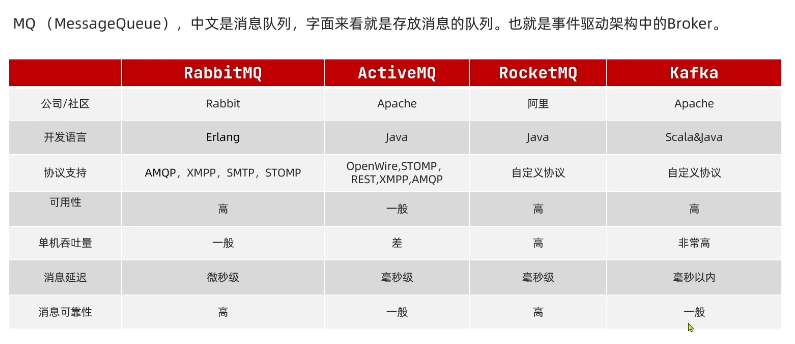 MQ （MessageQueue），中文是消息队列，字面来看就是存放消息的队列。也就是事件驱动架构中的Broker。
RabbitMQ ActiveMQ RocketMQ Kafka
公司/社区 Rabbit Apache 阿里 Apache
开发语言 Erlang Java Java Scala&Java
协议支持 AMQP，XMPP，SMTP，STOMP OpenWire,STOMP，
REST,XMPP,AMQP 自定义协议 自定义协议
可用性 高 一般 高 高
单机吞吐量 一般 差 高 非常高
消息延迟 微秒级 毫秒级 毫秒级 毫秒以内
消息可靠性 高 一般 高 一般